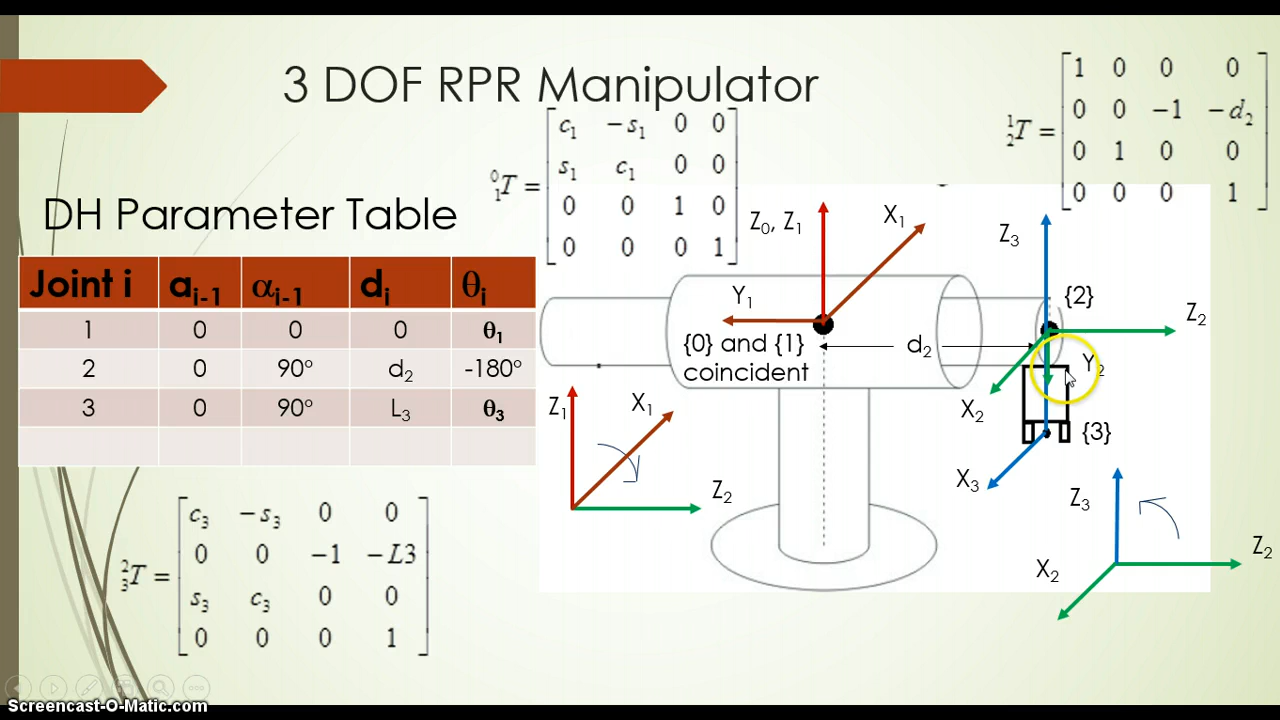 3 DOF RPR Manipulator
⁰₁T = [ c₁ −s₁ 0 0
s₁ c₁ 0 0
0 0 1 0
0 0 0 1 ]
¹₂T = [ 1 0 0 0
0 0 −1 −d₂
0 1 0 0
0 0 0 1 ]
DH Parameter Table
Joint i aᵢ₋₁ αᵢ₋₁ dᵢ θᵢ
1 0 0 0 θ₁
2 0 90° d₂ -180°
3 0 90° L₃ θ₃
²₃T = [ c₃ −s₃ 0 0
0 0 −1 −L3
s₃ c₃ 0 0
0 0 0 1 ]
Z₀, Z₁
X₁
Y₁
{0} and {1}
coincident
d₂
Z₃
{2}
Z₂
Y₂
X₂
{3}
X₃
Z₁
X₁
Z₂
Z₃
X₂
Z₂
Screencast-O-Matic.com